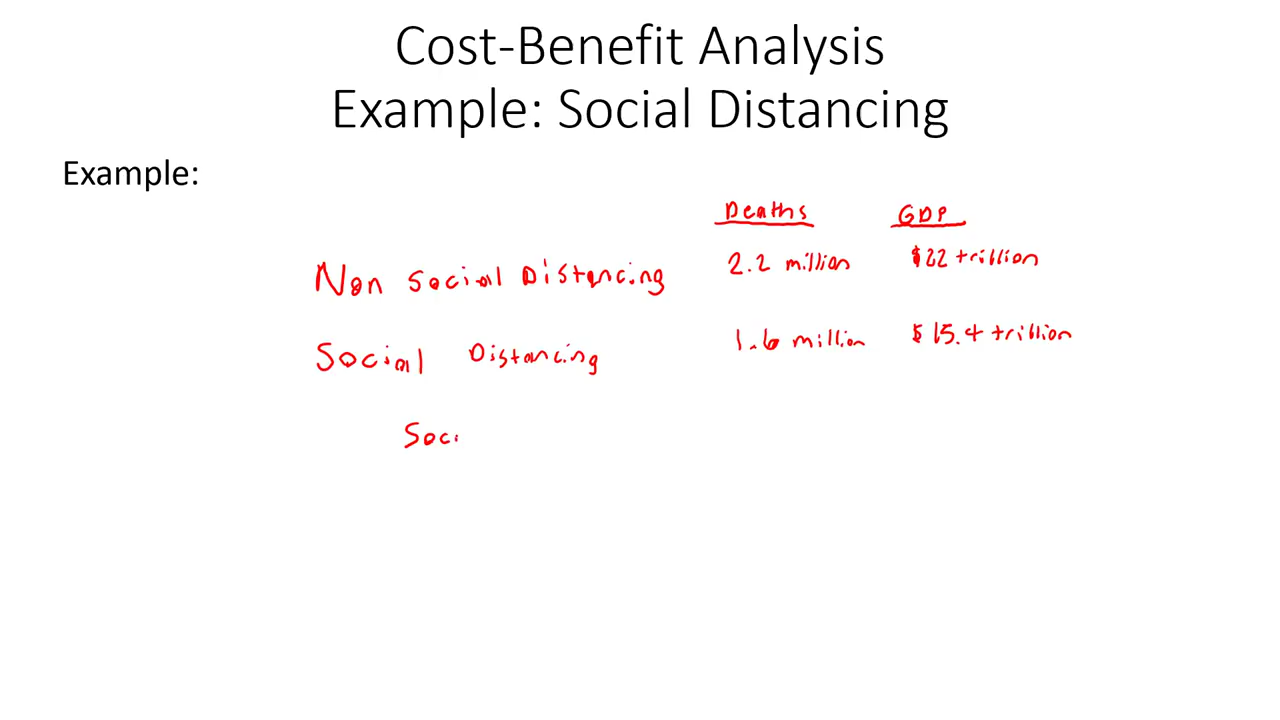 Cost-Benefit Analysis
Example: Social Distancing
Example:
Deaths GDP
Non Social Distancing 2.2 million $22 trillion
Social Distancing 1.6 million $15.4 trillion
Soci